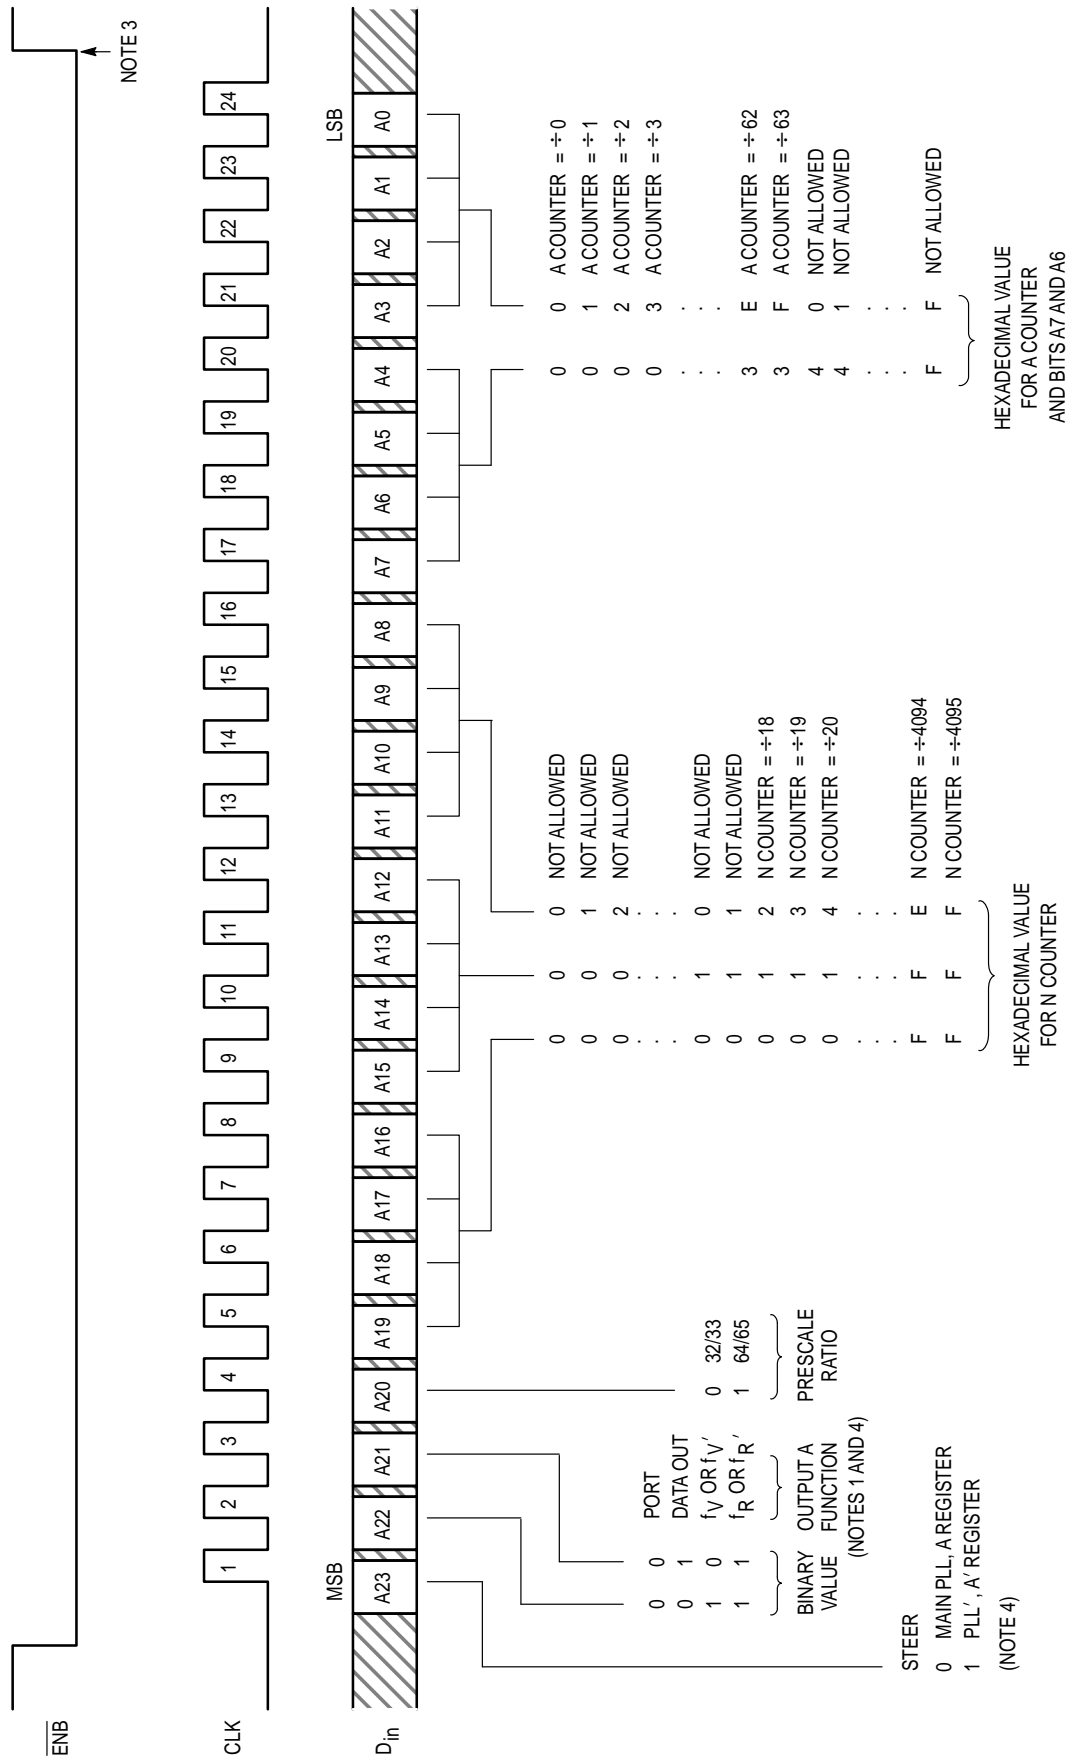 ENB
NOTE 3
CLK
1 2 3 4 5 6 7 8 9 10 11 12 13 14 15 16 17 18 19 20 21 22 23 24
MSB LSB
Din
A23 A22 A21 A20 A19 A18 A17 A16 A15 A14 A13 A12 A11 A10 A9 A8 A7 A6 A5 A4 A3 A2 A1 A0
STEER
0 MAIN PLL, A REGISTER
1 PLL′, A′ REGISTER
(NOTE 4)
0 0 PORT
0 1 DATA OUT
1 0 fV OR fV′
1 1 fR OR fR′
BINARY VALUE
OUTPUT A FUNCTION
(NOTES 1 AND 4)
0 32/33
1 64/65
PRESCALE
RATIO
0 0 0 NOT ALLOWED
0 0 1 NOT ALLOWED
0 0 2 NOT ALLOWED
. . .
. . .
. . .
0 1 0 NOT ALLOWED
0 1 1 NOT ALLOWED
0 1 2 N COUNTER = ÷18
0 1 3 N COUNTER = ÷19
0 1 4 N COUNTER = ÷20
. . .
. . .
. . .
F F E N COUNTER = ÷4094
F F F N COUNTER = ÷4095
HEXADECIMAL VALUE
FOR N COUNTER
0 0 A COUNTER = ÷0
0 1 A COUNTER = ÷1
0 2 A COUNTER = ÷2
0 3 A COUNTER = ÷3
. .
. .
. .
3 E A COUNTER = ÷62
3 F A COUNTER = ÷63
4 0 NOT ALLOWED
4 1 NOT ALLOWED
. .
. .
. .
F F NOT ALLOWED
HEXADECIMAL VALUE
FOR A COUNTER
AND BITS A7 AND A6